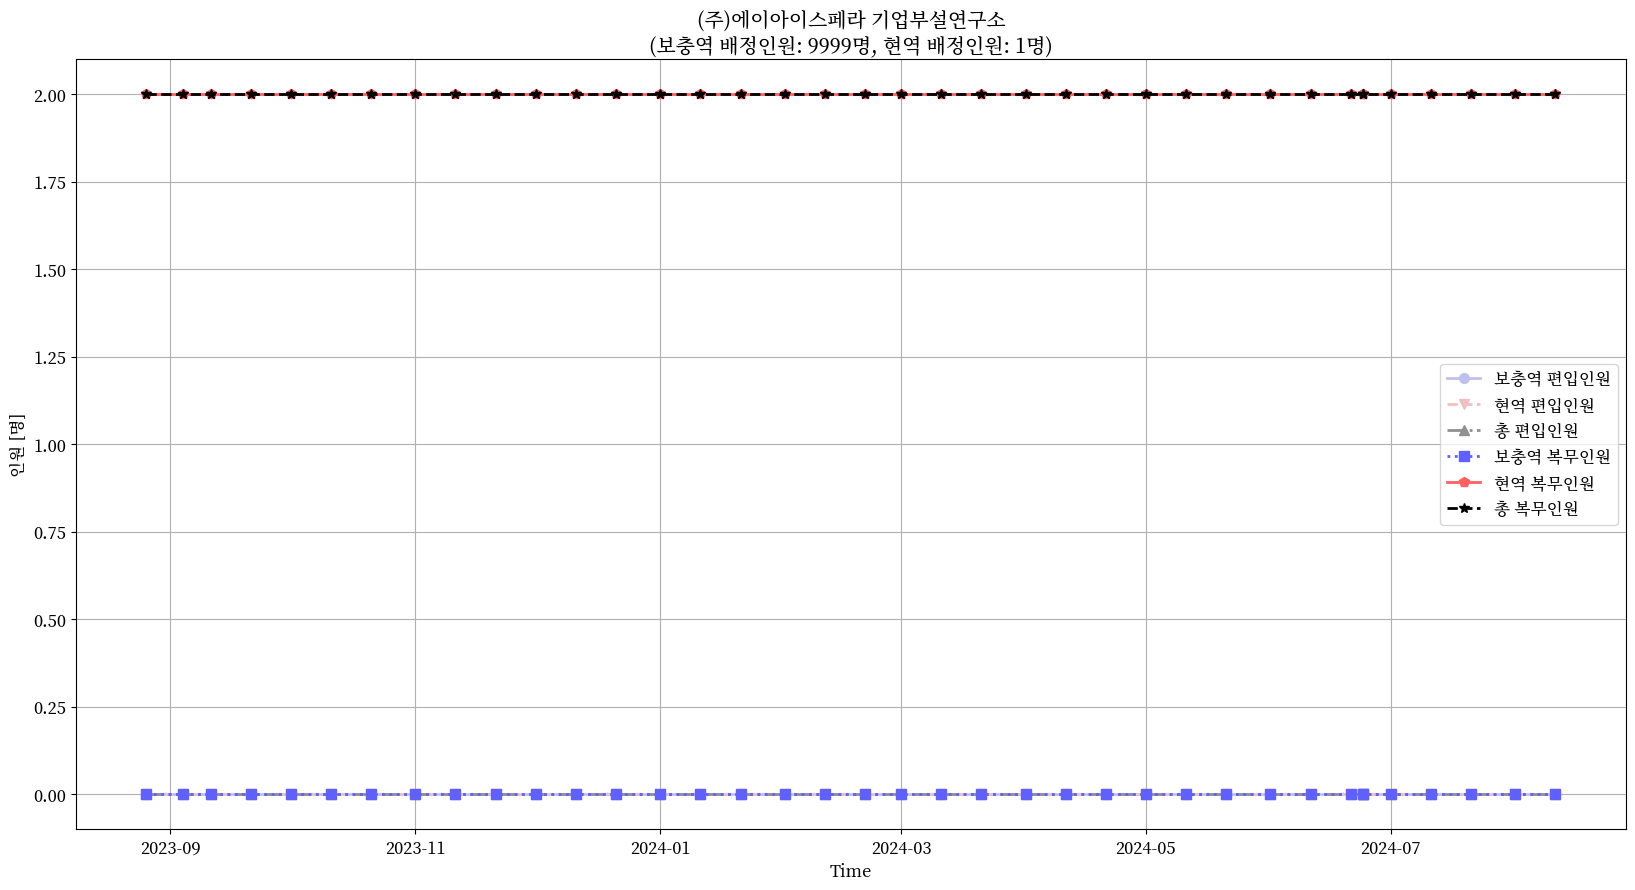 (주)에이아이스페라 기업부설연구소
(보충역 배정인원: 9999명, 현역 배정인원: 1명)
2.00
1.75
1.50
1.25
1.00
0.75
0.50
0.25
0.00
인원 [명]
보충역 편입인원
현역 편입인원
총 편입인원
보충역 복무인원
현역 복무인원
총 복무인원
2023-09 2023-11 2024-01 2024-03 2024-05 2024-07
Time